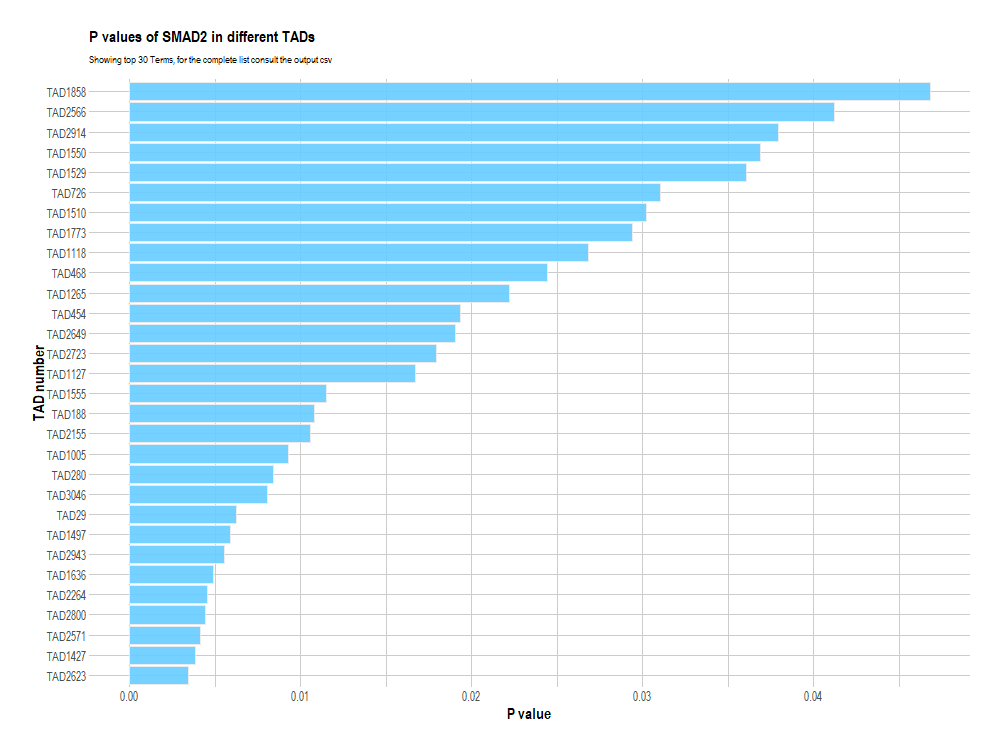 P values of SMAD2 in different TADs
Showing top 30 Terms, for the complete list consult the output csv
TAD1858
TAD2566
TAD2914
TAD1550
TAD1529
TAD726
TAD1510
TAD1773
TAD1118
TAD468
TAD1265
TAD454
TAD2649
TAD2723
TAD1127
TAD1555
TAD188
TAD2155
TAD1005
TAD280
TAD3046
TAD29
TAD1497
TAD2943
TAD1636
TAD2264
TAD2800
TAD2571
TAD1427
TAD2623
TAD number
0.00 0.01 0.02 0.03 0.04
P value